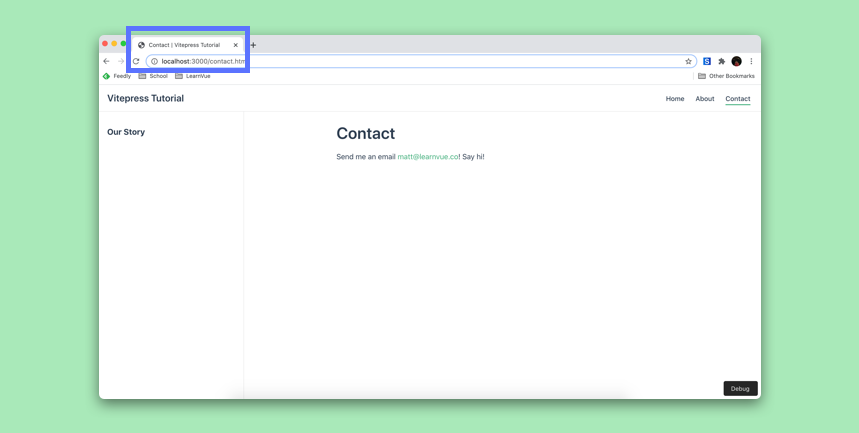 Contact | Vitepress Tutorial
localhost:3000/contact.htm
Feedly School LearnVue Other Bookmarks
Vitepress Tutorial
Home About Contact
Our Story
Contact
Send me an email matt@learnvue.co! Say hi!
Debug